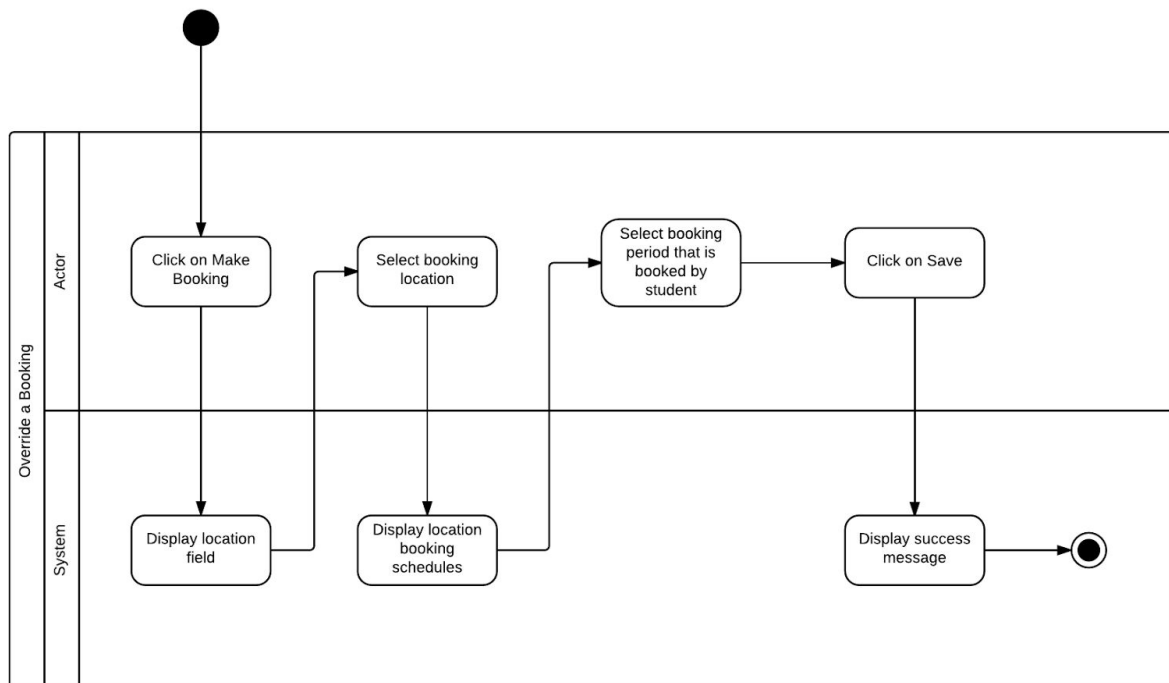 Override a Booking
Actor
Click on Make
Booking
Select booking
location
Select booking
period that is
booked by
student
Click on Save
System
Display location
field
Display location
booking
schedules
Display success
message